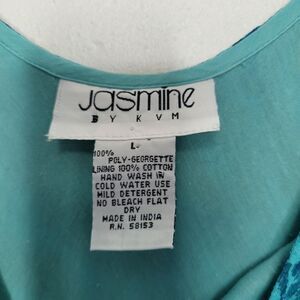 Jasmine
BY KVM
L
100%
POLY-GEORGETTE
LINING 100% COTTON
HAND WASH IN
COLD WATER USE
MILD DETERGENT
NO BLEACH FLAT
DRY
MADE IN INDIA
R.N. 58153